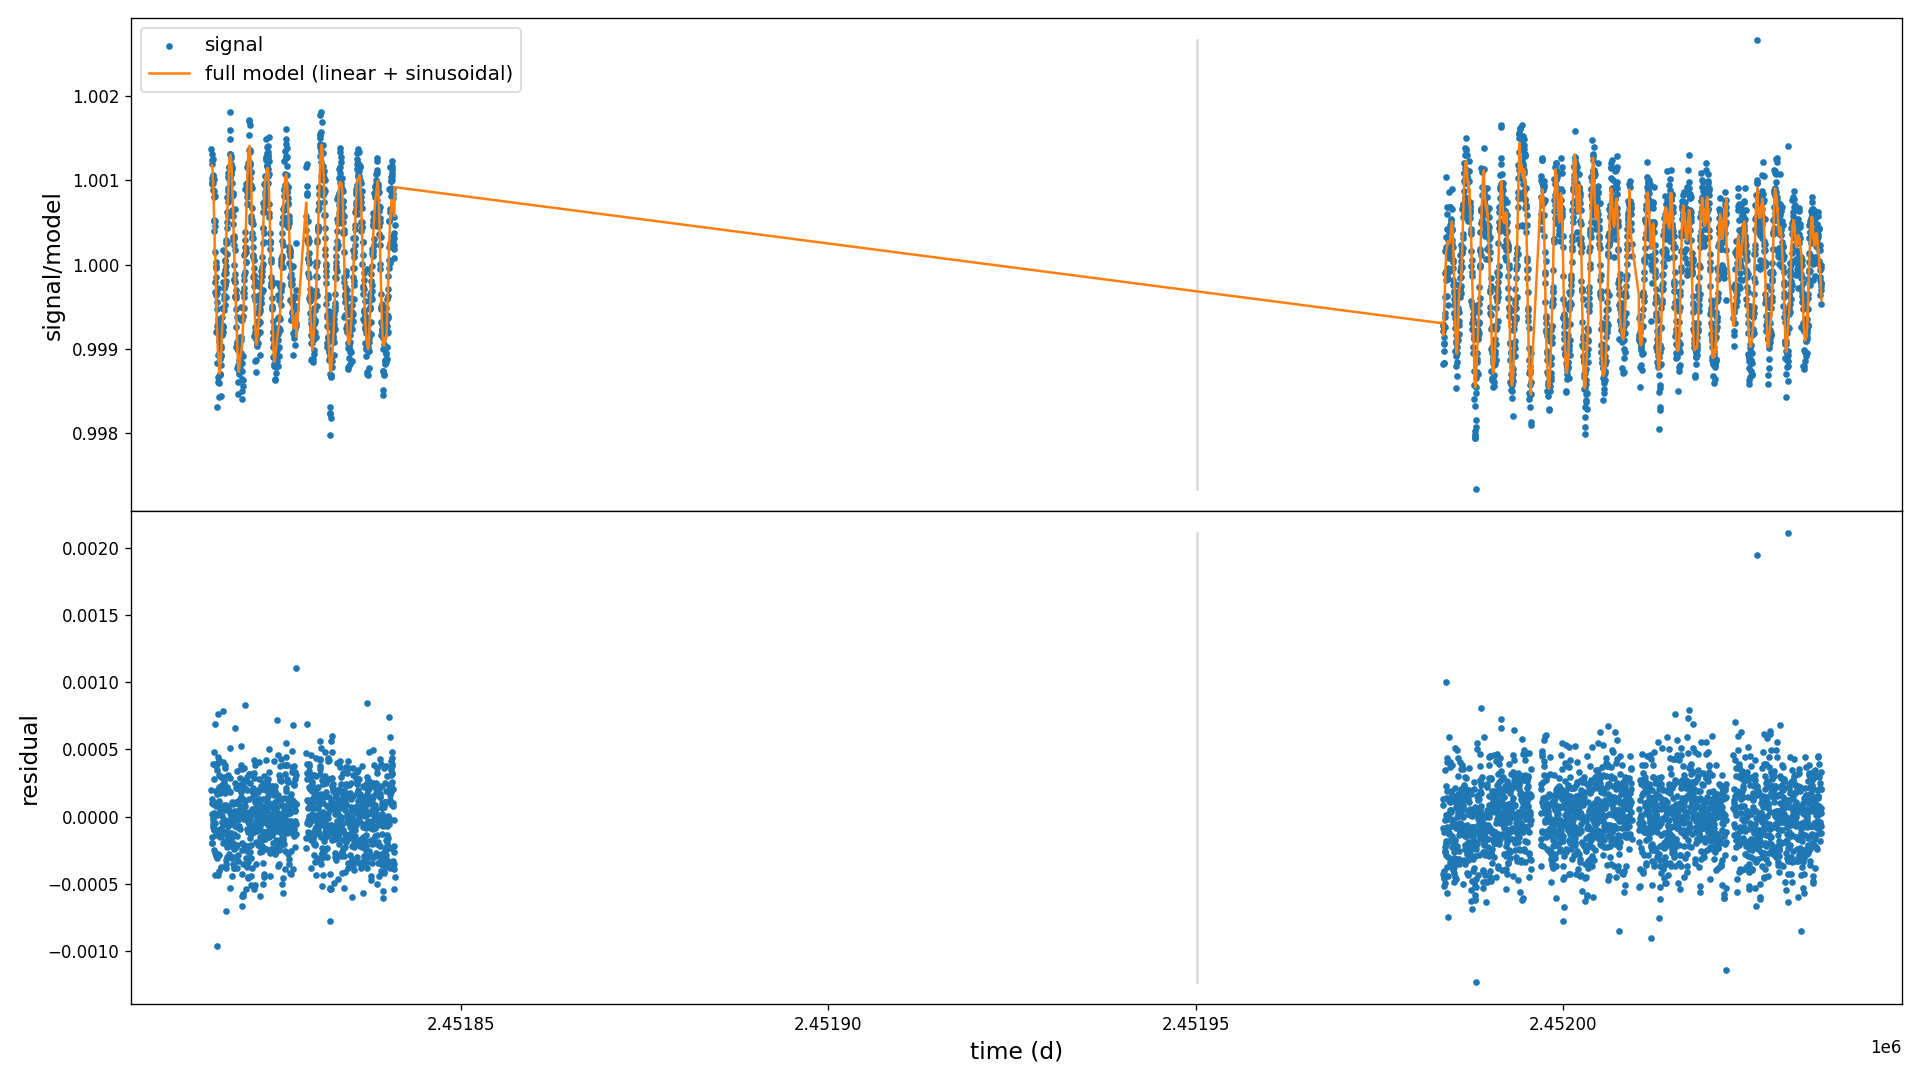 signal
full model (linear + sinusoidal)
signal/model
1.002
1.001
1.000
0.999
0.998
residual
0.0020
0.0015
0.0010
0.0005
0.0000
−0.0005
−0.0010
2.45185
2.45190
2.45195
2.45200
time (d)
1e6